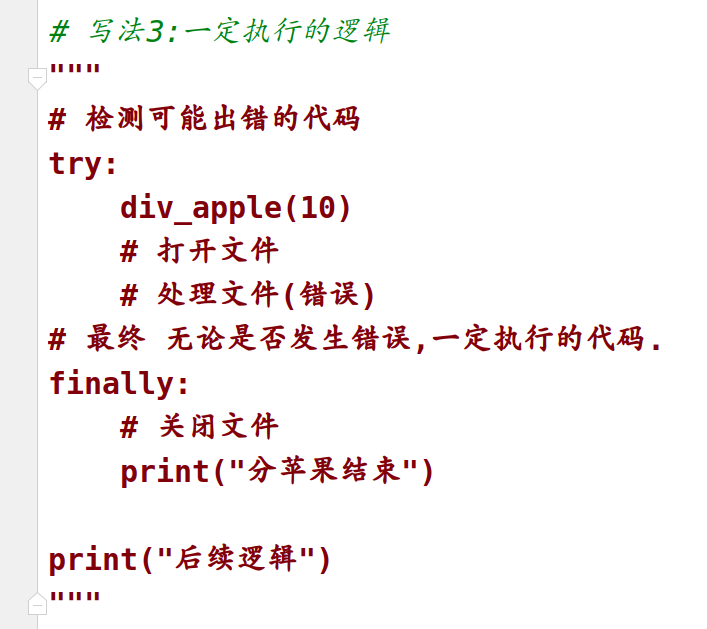 # 写法3:一定执行的逻辑
"""
# 检测可能出错的代码
try:
    div_apple(10)
    # 打开文件
    # 处理文件(错误)
# 最终 无论是否发生错误,一定执行的代码.
finally:
    # 关闭文件
    print("分苹果结束")

print("后续逻辑")
"""